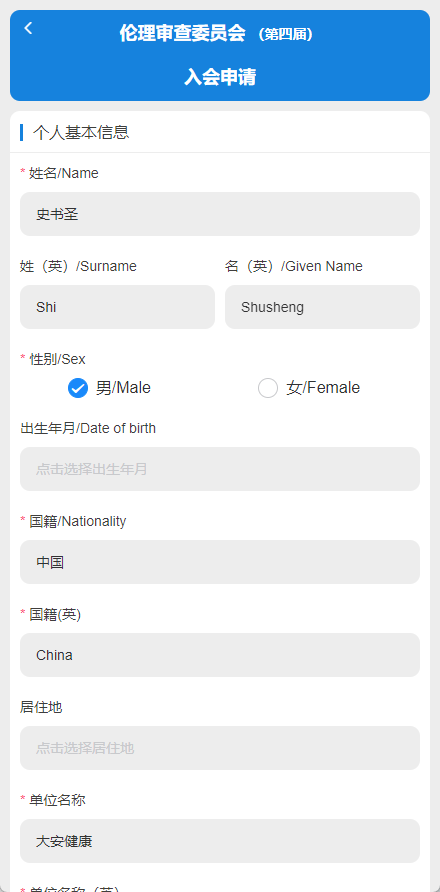 伦理审查委员会 （第四届）
入会申请
个人基本信息
* 姓名/Name
史书圣
姓（英）/Surname 名（英）/Given Name
Shi Shusheng
* 性别/Sex
男/Male 女/Female
出生年月/Date of birth
点击选择出生年月
* 国籍/Nationality
中国
* 国籍(英)
China
居住地
点击选择居住地
* 单位名称
大安健康
* 单位名称（英）